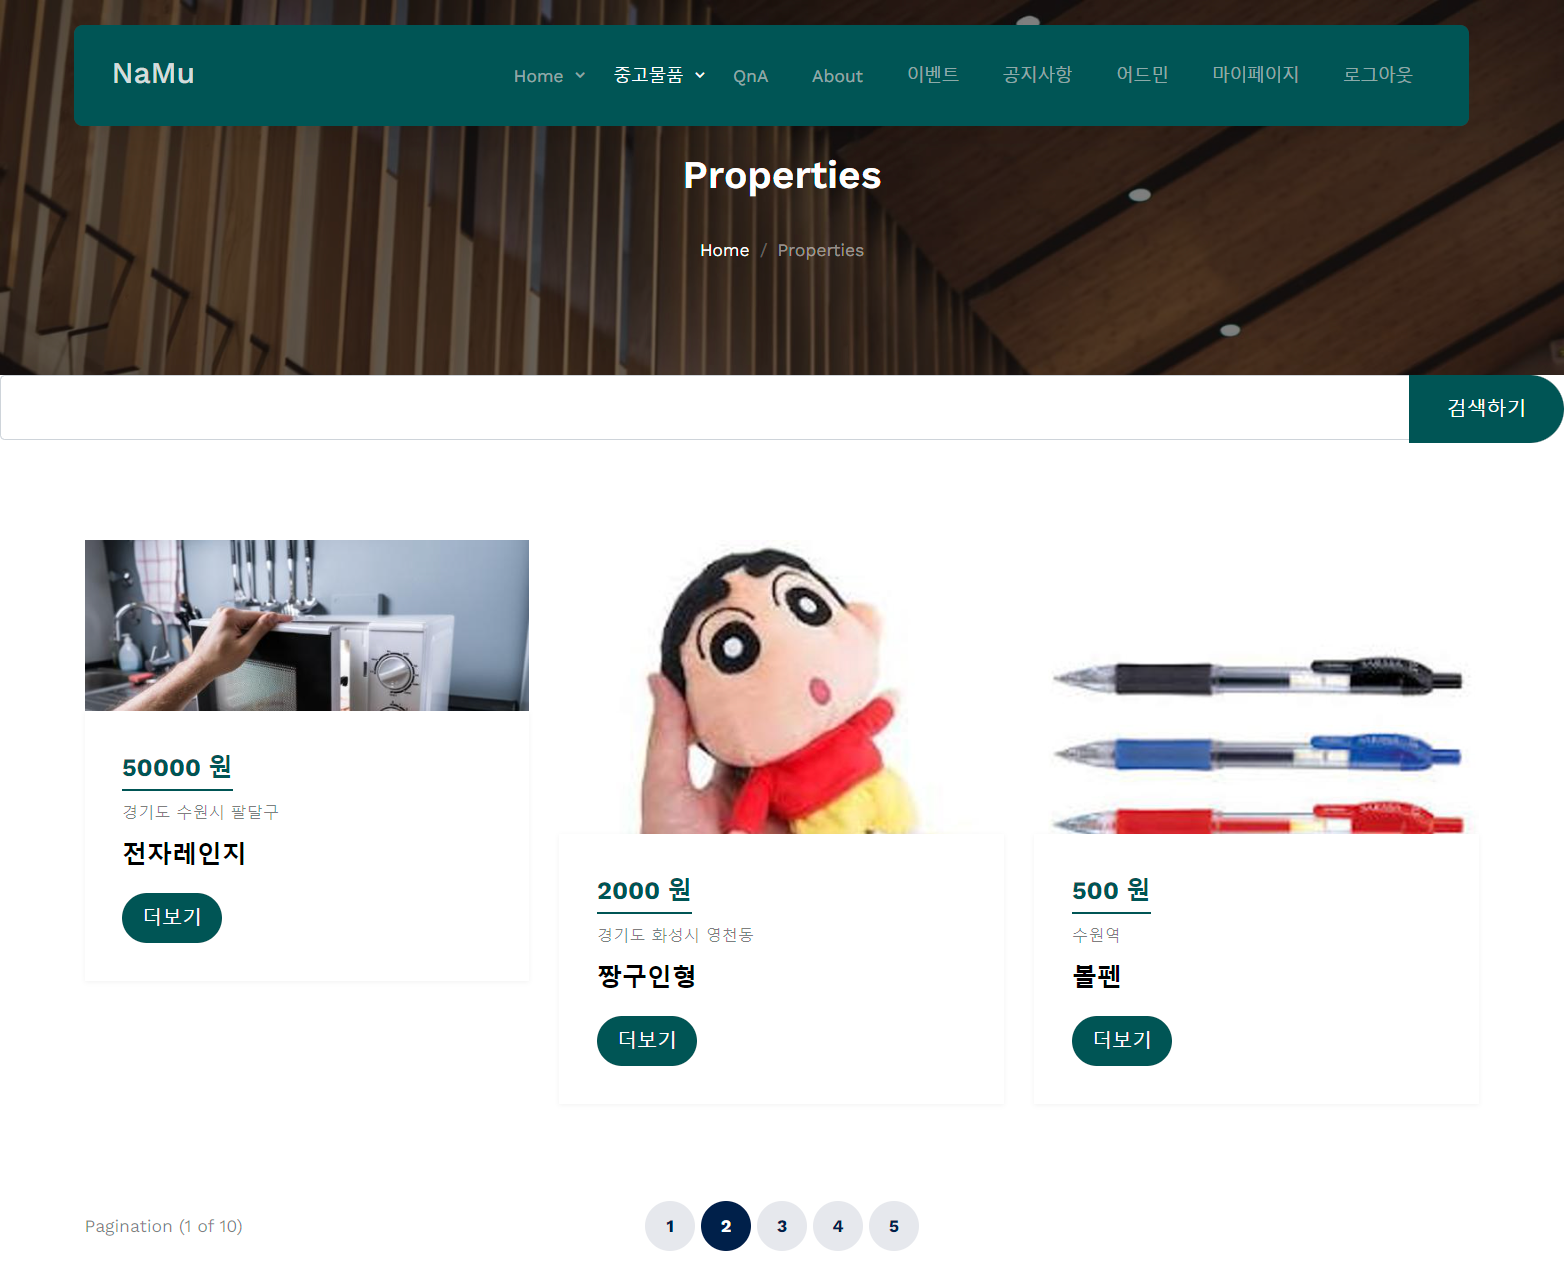 NaMu
Home 중고물품 QnA About 이벤트 공지사항 어드민 마이페이지 로그아웃
Properties
Home / Properties
검색하기
50000 원
경기도 수원시 팔달구
전자레인지
더보기
2000 원
경기도 화성시 영천동
짱구인형
더보기
500 원
수원역
볼펜
더보기
Pagination (1 of 10)
1 2 3 4 5